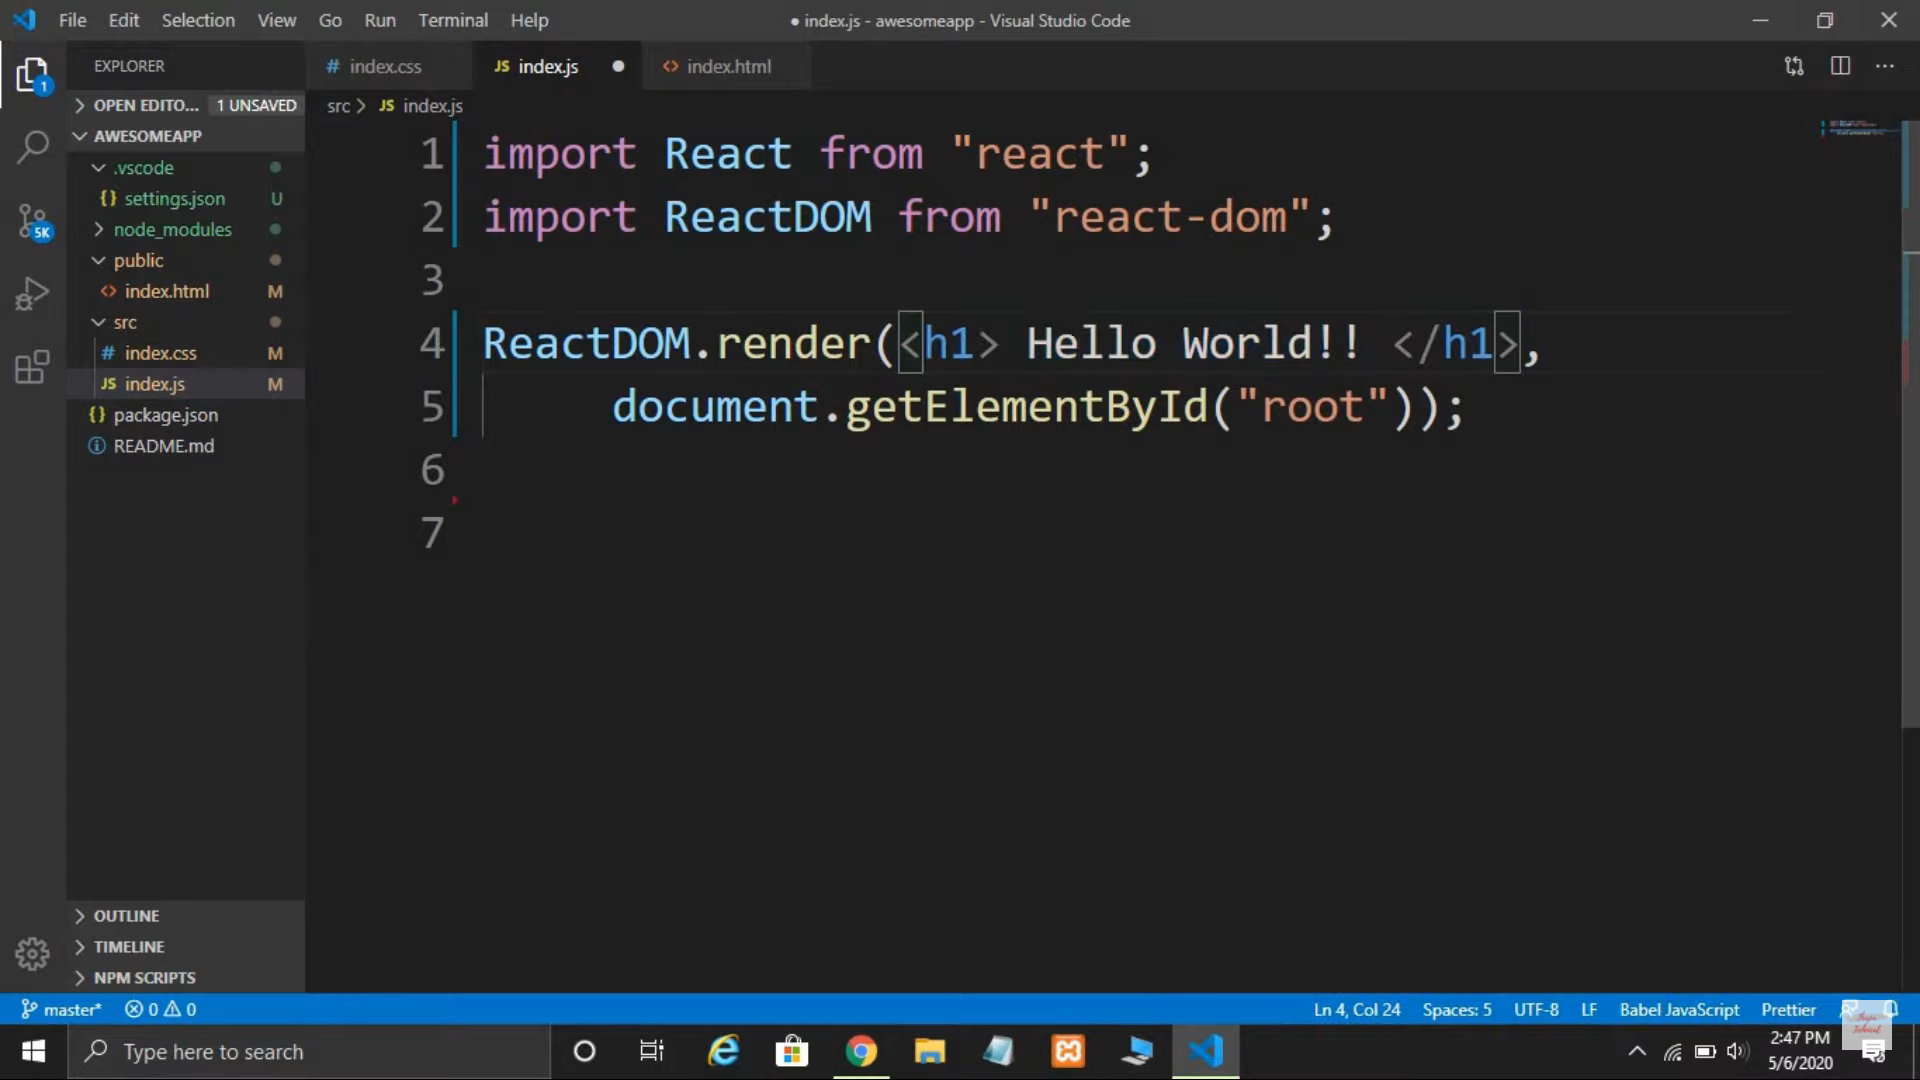 File Edit Selection View Go Run Terminal Help
● index.js - awesomeapp - Visual Studio Code
EXPLORER
1
5K
OPEN EDITO... 1 UNSAVED
AWESOMEAPP
.vscode
{} settings.json U
node_modules
public
<> index.html M
src
# index.css M
JS index.js M
{} package.json
README.md
OUTLINE
TIMELINE
NPM SCRIPTS
# index.css
JS index.js ●
<> index.html
src > JS index.js
1 import React from "react";
2 import ReactDOM from "react-dom";
3
4 ReactDOM.render(<h1> Hello World!! </h1>,
5 document.getElementById("root"));
6
7
master* 0 0
Ln 4, Col 24 Spaces: 5 UTF-8 LF Babel JavaScript Prettier
Type here to search
2:47 PM
5/6/2020